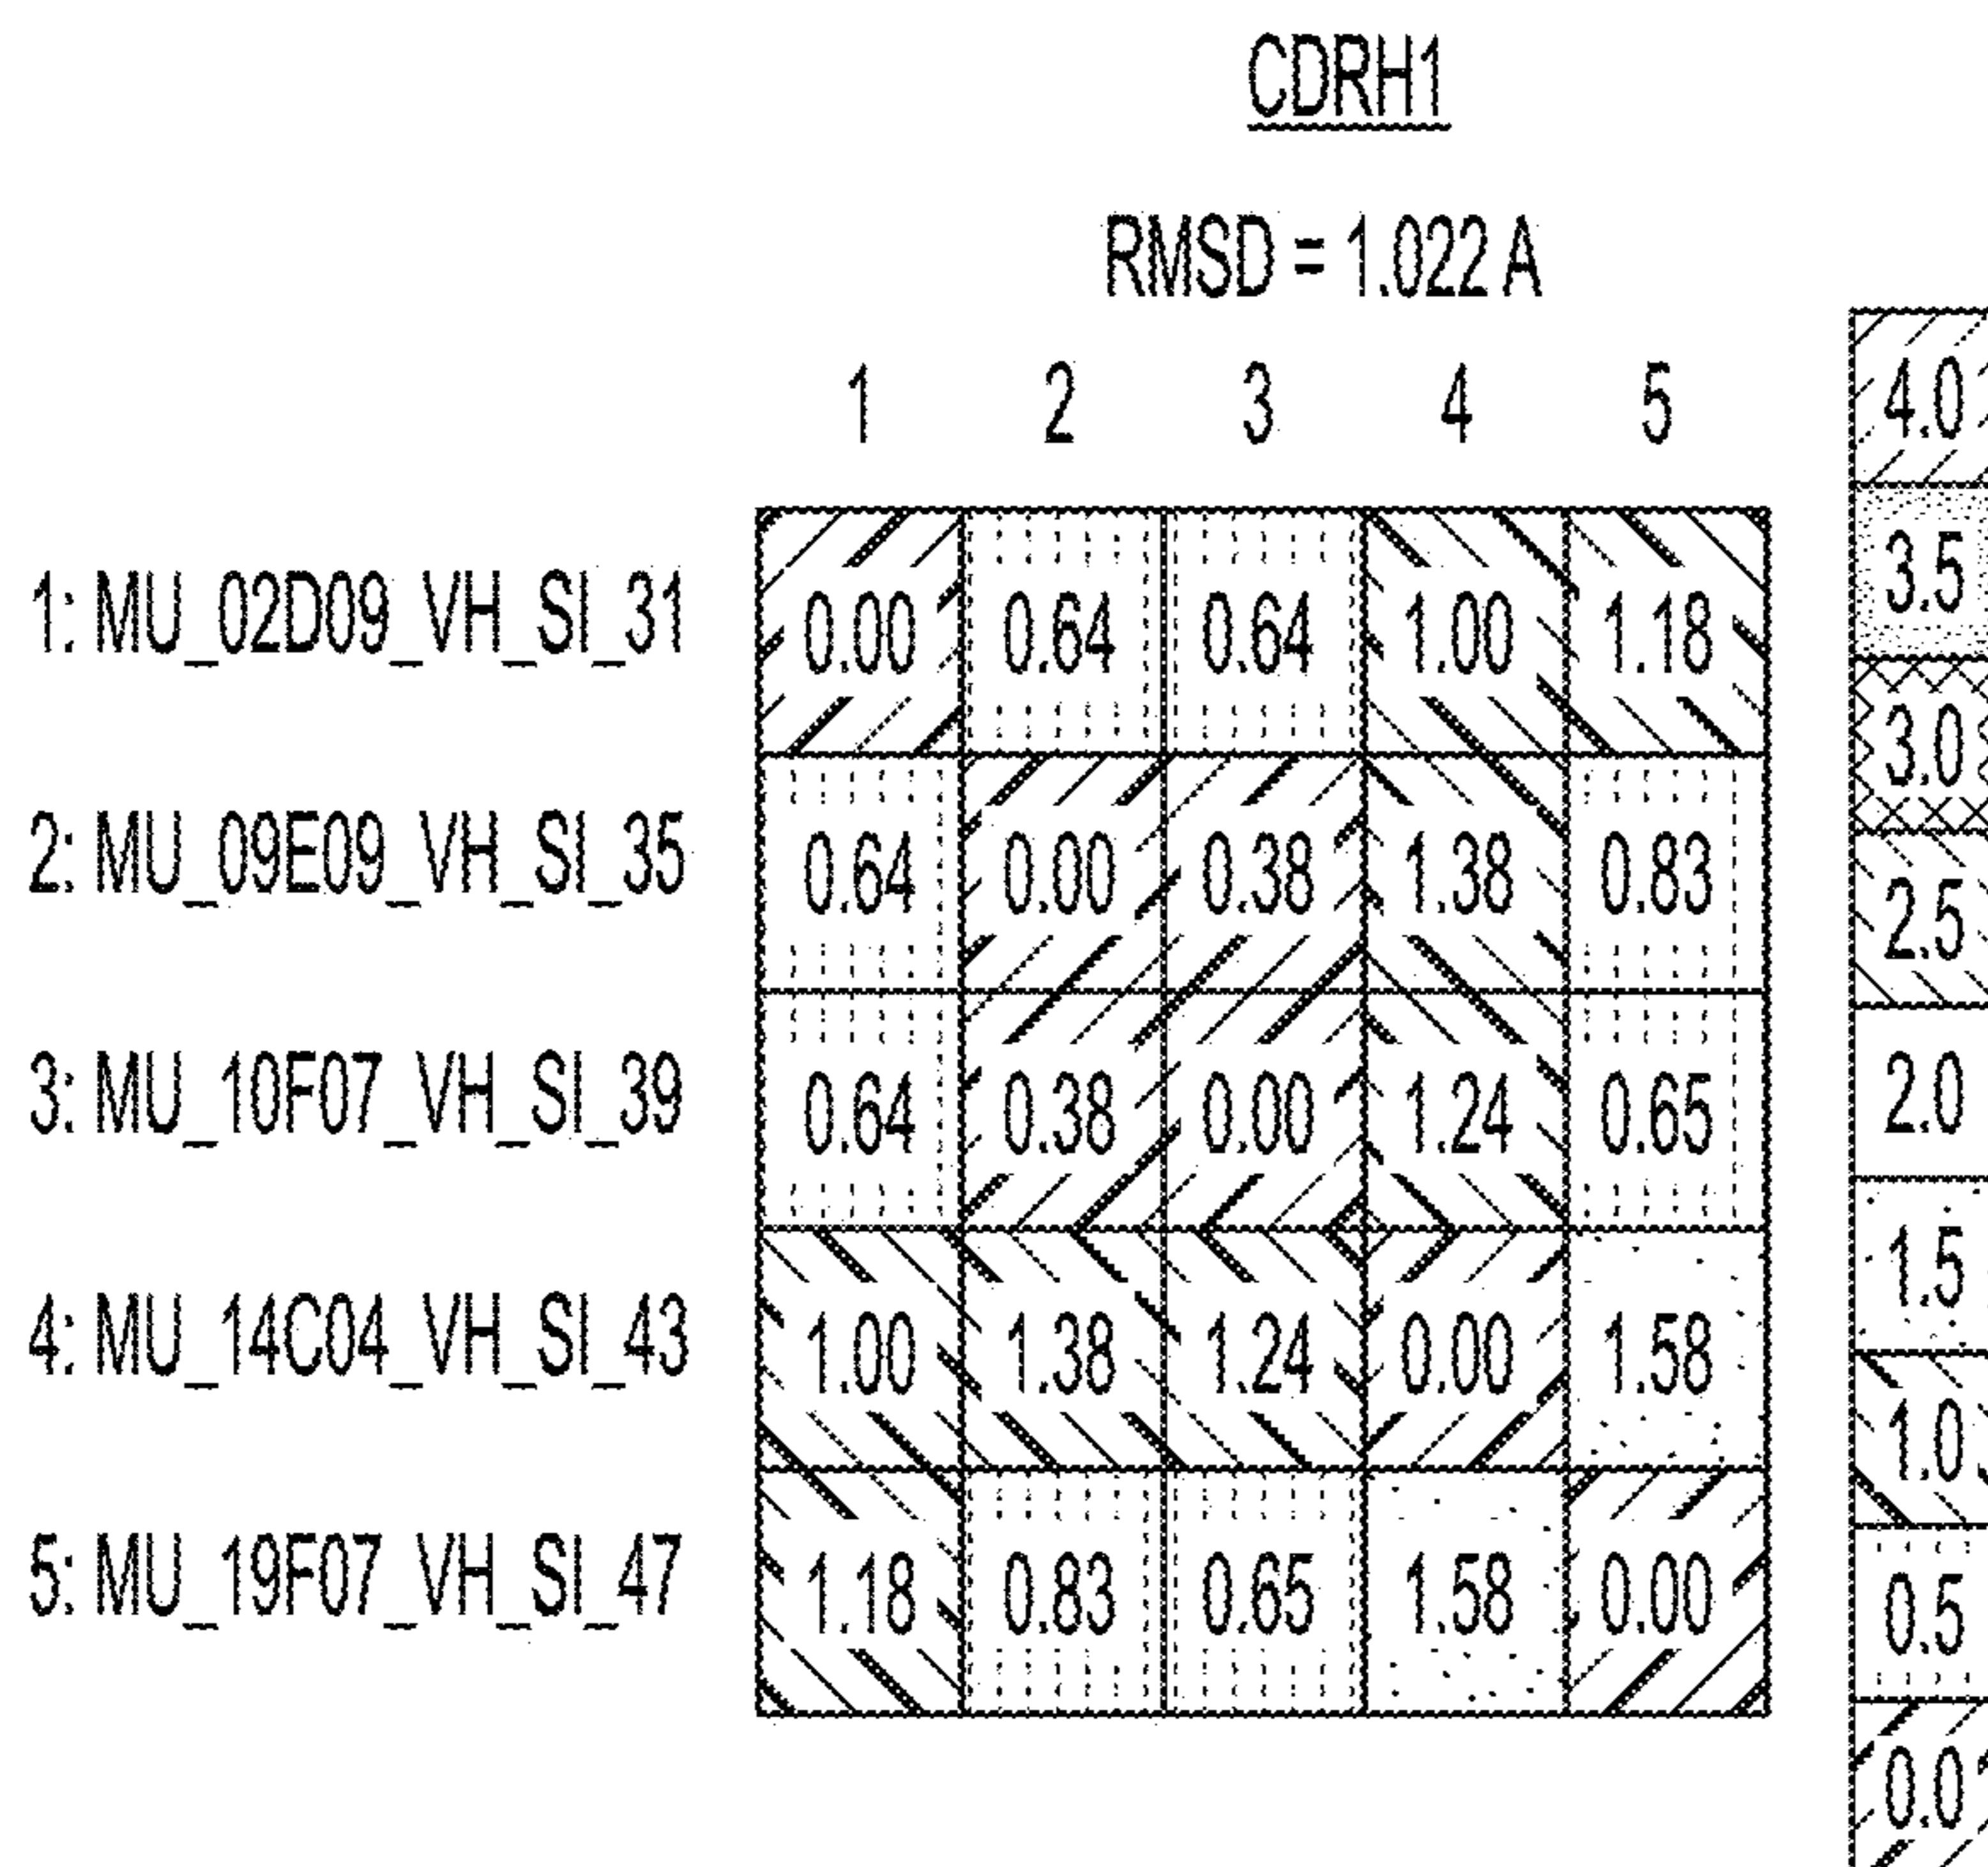 CDRH1
RMSD = 1.022 A
1 2 3 4 5
1: MU_02D09_VH_SI_31 0.00 0.64 0.64 1.00 1.18
2: MU_09E09_VH_SI_35 0.64 0.00 0.38 1.38 0.83
3: MU_10F07_VH_SI_39 0.64 0.38 0.00 1.24 0.65
4: MU_14C04_VH_SI_43 1.00 1.38 1.24 0.00 1.58
5: MU_19F07_VH_SI_47 1.18 0.83 0.65 1.58 0.00
4.0
3.5
3.0
2.5
2.0
1.5
1.0
0.5
0.0